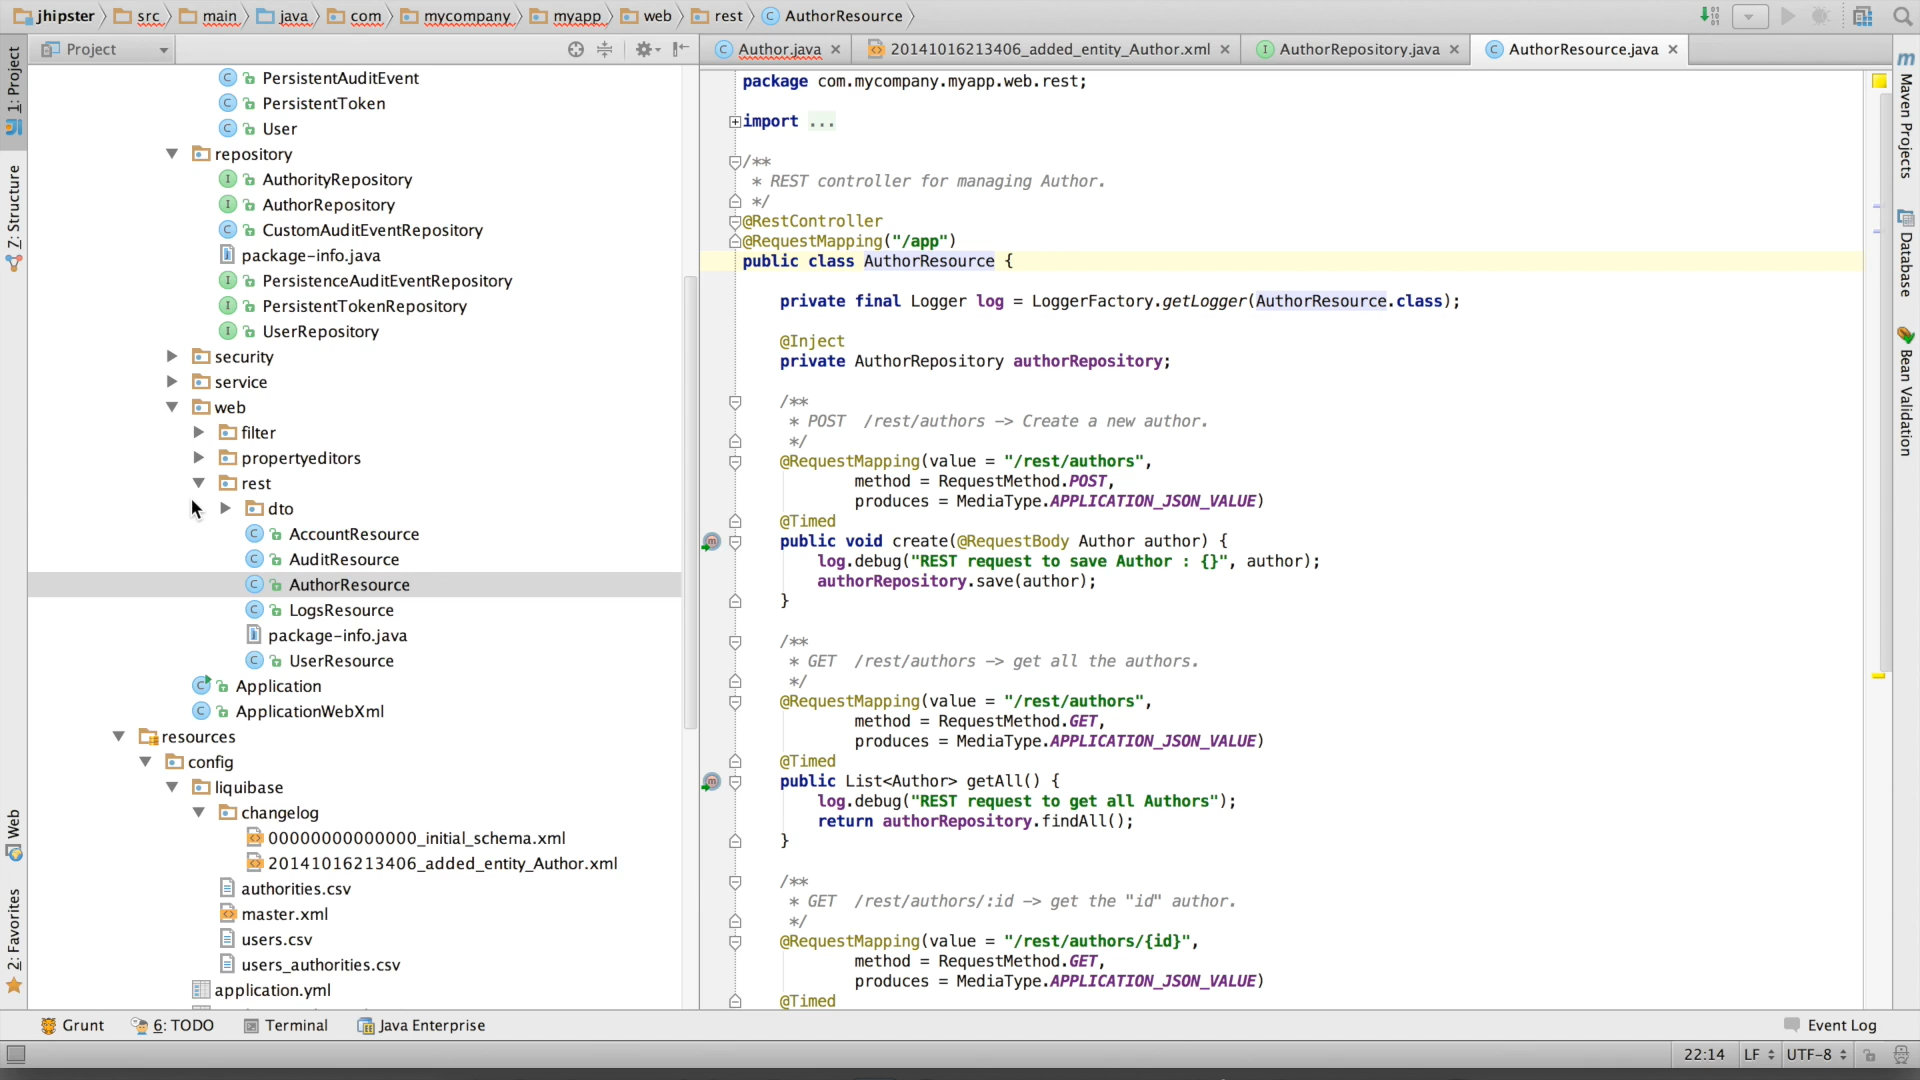 jhipster src main java com mycompany myapp web rest AuthorResource
1: Project
Z: Structure
Web
2: Favorites
Project
PersistentAuditEvent
PersistentToken
User
repository
AuthorityRepository
AuthorRepository
CustomAuditEventRepository
package-info.java
PersistenceAuditEventRepository
PersistentTokenRepository
UserRepository
security
service
web
filter
propertyeditors
rest
dto
AccountResource
AuditResource
AuthorResource
LogsResource
package-info.java
UserResource
Application
ApplicationWebXml
resources
config
liquibase
changelog
00000000000000_initial_schema.xml
20141016213406_added_entity_Author.xml
authorities.csv
master.xml
users.csv
users_authorities.csv
application.yml
Author.java 20141016213406_added_entity_Author.xml AuthorRepository.java AuthorResource.java
package com.mycompany.myapp.web.rest;
import ...
/**
* REST controller for managing Author.
*/
@RestController
@RequestMapping("/app")
public class AuthorResource {
private final Logger log = LoggerFactory.getLogger(AuthorResource.class);
@Inject
private AuthorRepository authorRepository;
/**
* POST /rest/authors -> Create a new author.
*/
@RequestMapping(value = "/rest/authors",
method = RequestMethod.POST,
produces = MediaType.APPLICATION_JSON_VALUE)
@Timed
public void create(@RequestBody Author author) {
log.debug("REST request to save Author : {}", author);
authorRepository.save(author);
}
/**
* GET /rest/authors -> get all the authors.
*/
@RequestMapping(value = "/rest/authors",
method = RequestMethod.GET,
produces = MediaType.APPLICATION_JSON_VALUE)
@Timed
public List<Author> getAll() {
log.debug("REST request to get all Authors");
return authorRepository.findAll();
}
/**
* GET /rest/authors/:id -> get the "id" author.
*/
@RequestMapping(value = "/rest/authors/{id}",
method = RequestMethod.GET,
produces = MediaType.APPLICATION_JSON_VALUE)
@Timed
Maven Projects
Database
Bean Validation
Grunt 6: TODO Terminal Java Enterprise Event Log
22:14 LF UTF-8